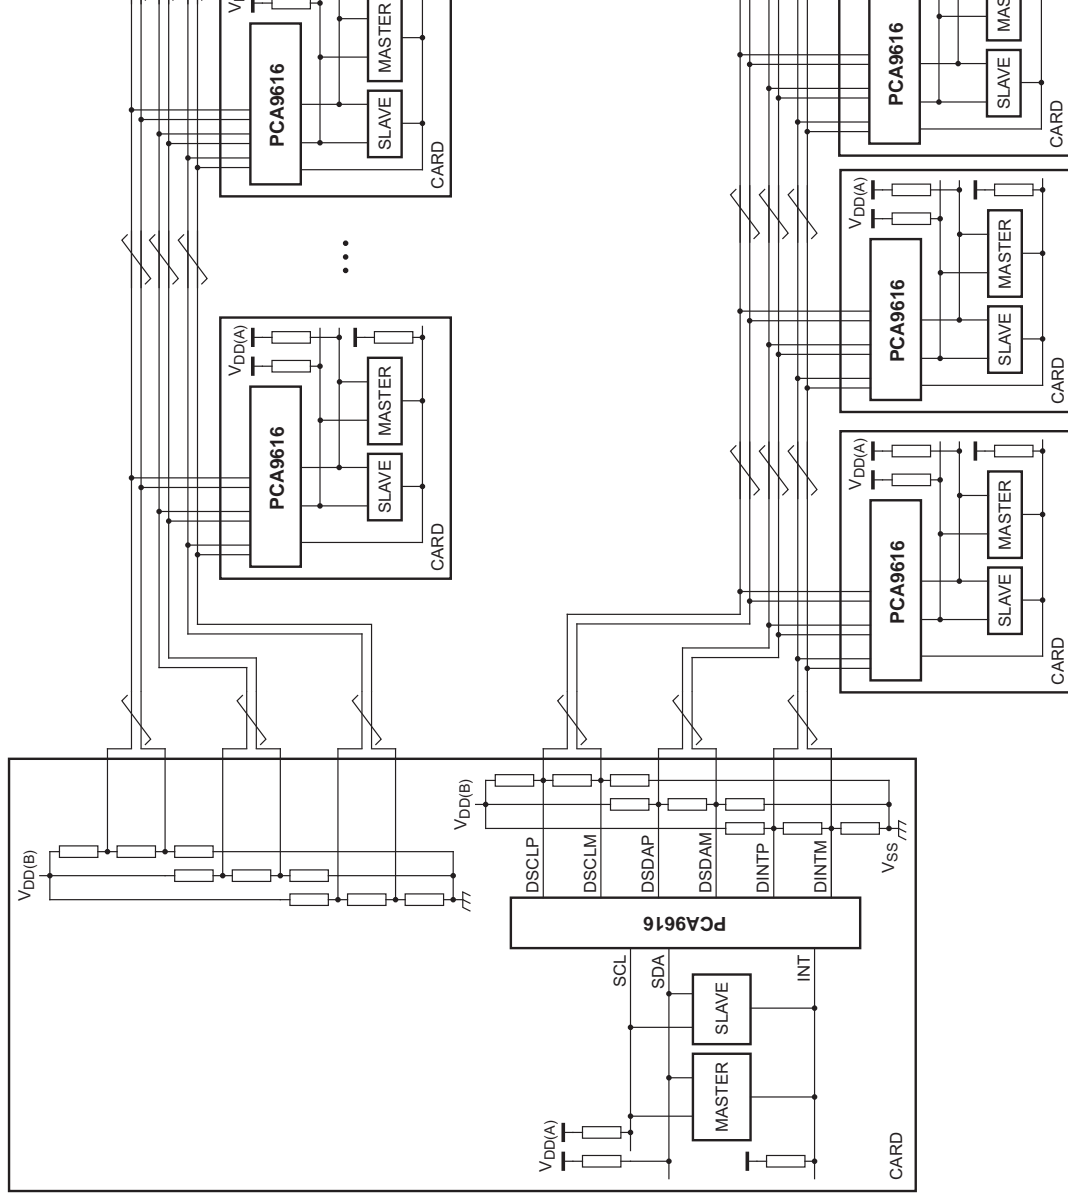 V
PCA9616
MASTER
SLAVE
CARD
PCA9616
SLAVE
CARD
VDD(A)
PCA9616
MASTER
SLAVE
CARD
VDD(A)
PCA9616
MASTER
SLAVE
CARD
VDD(A)
PCA9616
MASTER
SLAVE
CARD
VDD(B)
VDD(B)
DSCLP
DSCLM
DSDAP
DSDAM
DINTP
DINTM
VSS
PCA9616
SCL
SDA
INT
SLAVE
MASTER
VDD(A)
CARD